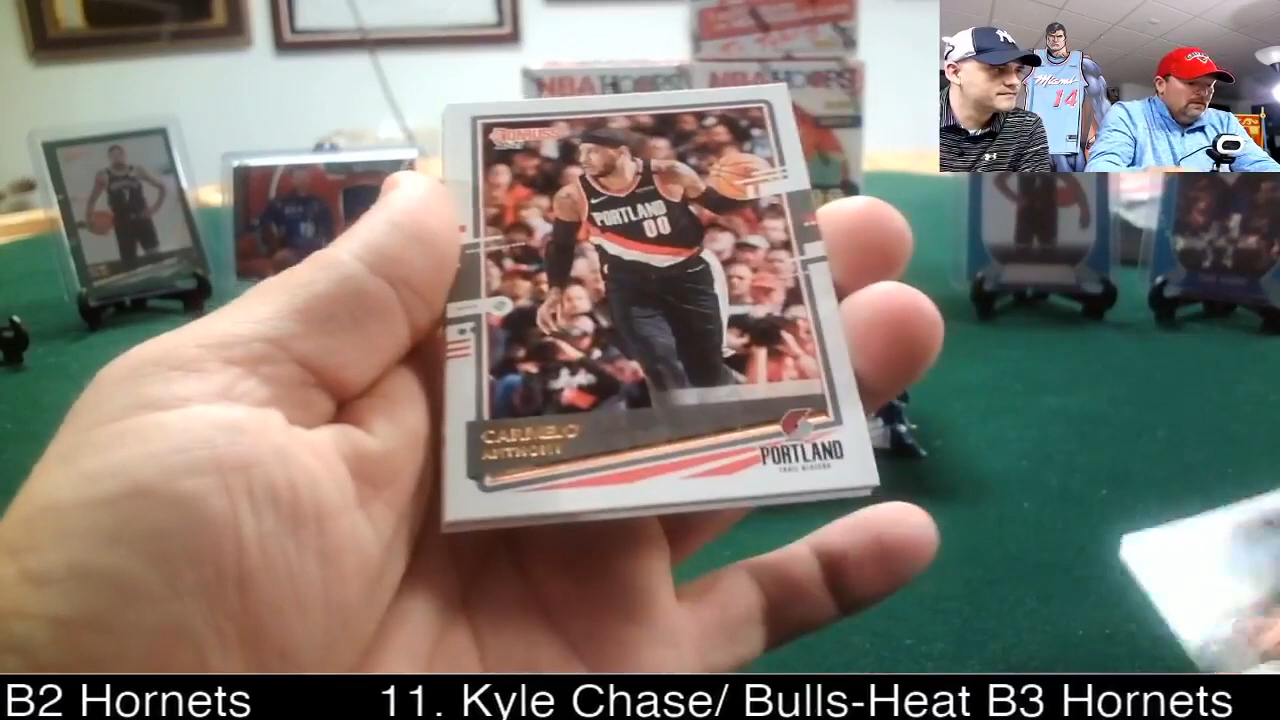 NBA HOOPS
NBA HOOPS
Miami
14
DONRUSS
PORTLAND
00
CARMELO
ANTHONY
PORTLAND
TRAIL BLAZERS
B2 Hornets 11. Kyle Chase/ Bulls-Heat B3 Hornets